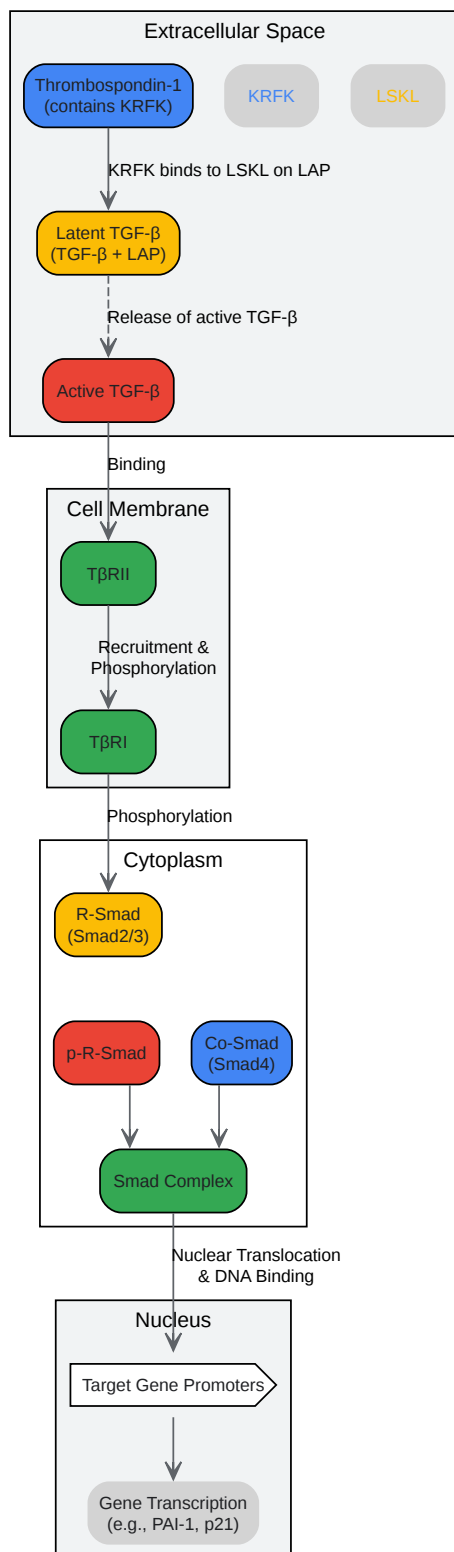 Extracellular Space
Thrombospondin-1
(contains KRFK)
KRFK
LSKL
KRFK binds to LSKL on LAP
Latent TGF-β
(TGF-β + LAP)
Release of active TGF-β
Active TGF-β
Binding
Cell Membrane
TβRII
Recruitment &
Phosphorylation
TβRI
Phosphorylation
Cytoplasm
R-Smad
(Smad2/3)
p-R-Smad
Co-Smad
(Smad4)
Smad Complex
Nuclear Translocation
& DNA Binding
Nucleus
Target Gene Promoters
Gene Transcription
(e.g., PAI-1, p21)